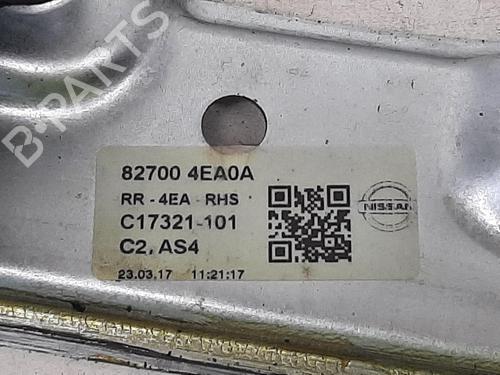 B-PARTS
82700 4EA0A
RR - 4EA - RHS
C17321-101
C2, AS4
23.03.17 11:21:17
NISSAN